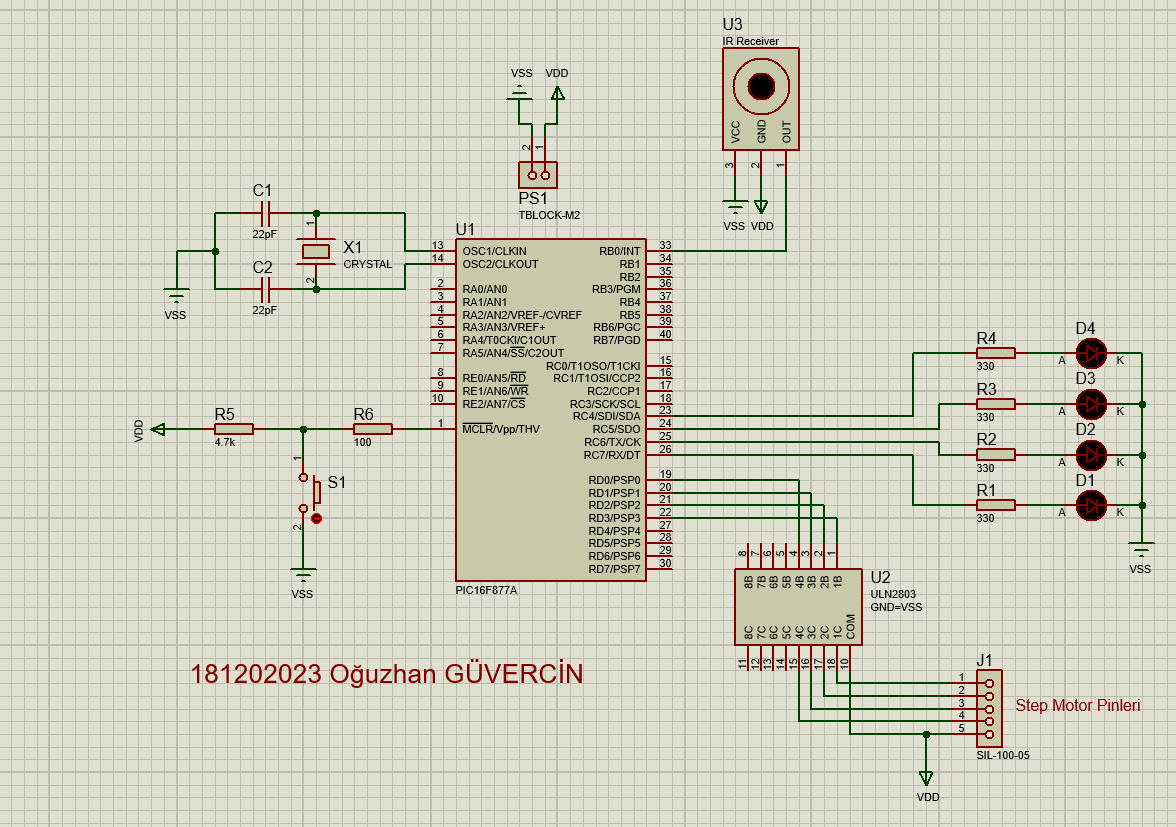 U3
IR Receiver
VCC
GND
OUT
3
2
1
VSS VDD
VSS VDD
2
1
PS1
TBLOCK-M2
C1
22pF
C2
22pF
1
X1
CRYSTAL
2
VSS
U1
13 OSC1/CLKIN
14 OSC2/CLKOUT
2 RA0/AN0
3 RA1/AN1
4 RA2/AN2/VREF-/CVREF
5 RA3/AN3/VREF+
6 RA4/T0CKI/C1OUT
7 RA5/AN4/SS/C2OUT
8 RE0/AN5/RD
9 RE1/AN6/WR
10 RE2/AN7/CS
1 MCLR/Vpp/THV
RB0/INT 33
RB1 34
RB2 35
RB3/PGM 36
RB4 37
RB5 38
RB6/PGC 39
RB7/PGD 40
RC0/T1OSO/T1CKI 15
RC1/T1OSI/CCP2 16
RC2/CCP1 17
RC3/SCK/SCL 18
RC4/SDI/SDA 23
RC5/SDO 24
RC6/TX/CK 25
RC7/RX/DT 26
RD0/PSP0 19
RD1/PSP1 20
RD2/PSP2 21
RD3/PSP3 22
RD4/PSP4 27
RD5/PSP5 28
RD6/PSP6 29
RD7/PSP7 30
PIC16F877A
VDD
R5
4.7k
R6
100
1
S1
2
VSS
R4
330
D4
A K
R3
330
D3
A K
R2
330
D2
A K
R1
330
D1
A K
VSS
8 7 6 5 4 3 2 1
8B 7B 6B 5B 4B 3B 2B 1B
U2
ULN2803
GND=VSS
8C 7C 6C 5C 4C 3C 2C 1C COM
11 12 13 14 15 16 17 18 10
J1
1
2
3
4
5
Step Motor Pinleri
SIL-100-05
VDD
181202023 Oğuzhan GÜVERCİN